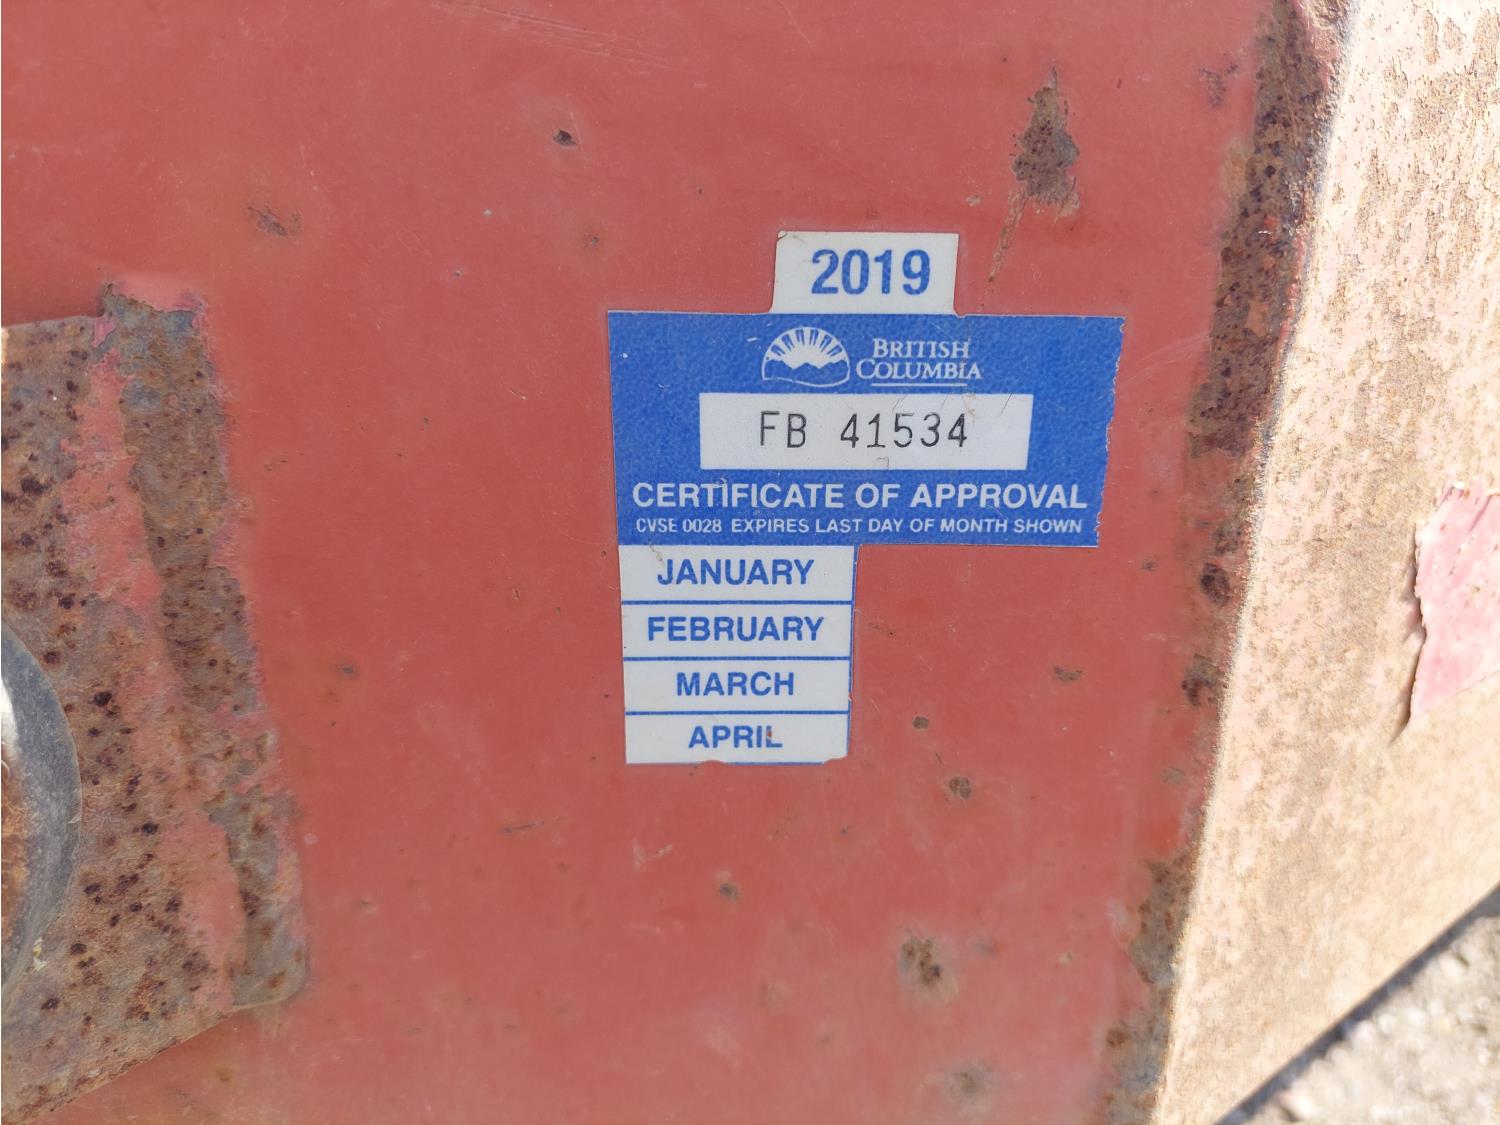 2019
BRITISH
COLUMBIA
FB 41534
CERTIFICATE OF APPROVAL
CVSE 0028 EXPIRES LAST DAY OF MONTH SHOWN
JANUARY
FEBRUARY
MARCH
APRIL